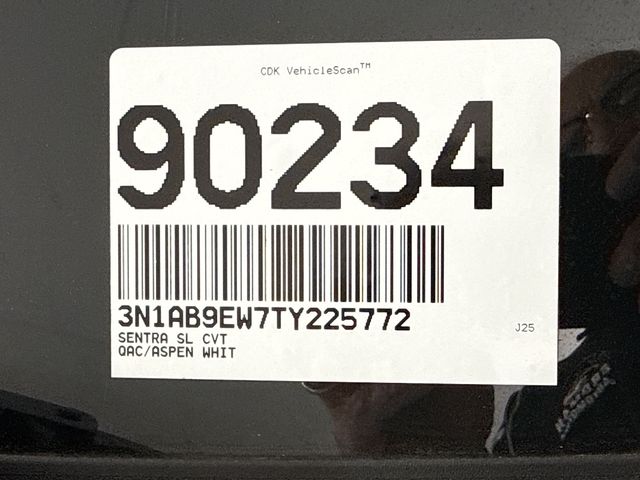 CDK VehicleScan™
90234
3N1AB9EW7TY225772
SENTRA SL CVT
QAC/ASPEN WHIT
J25